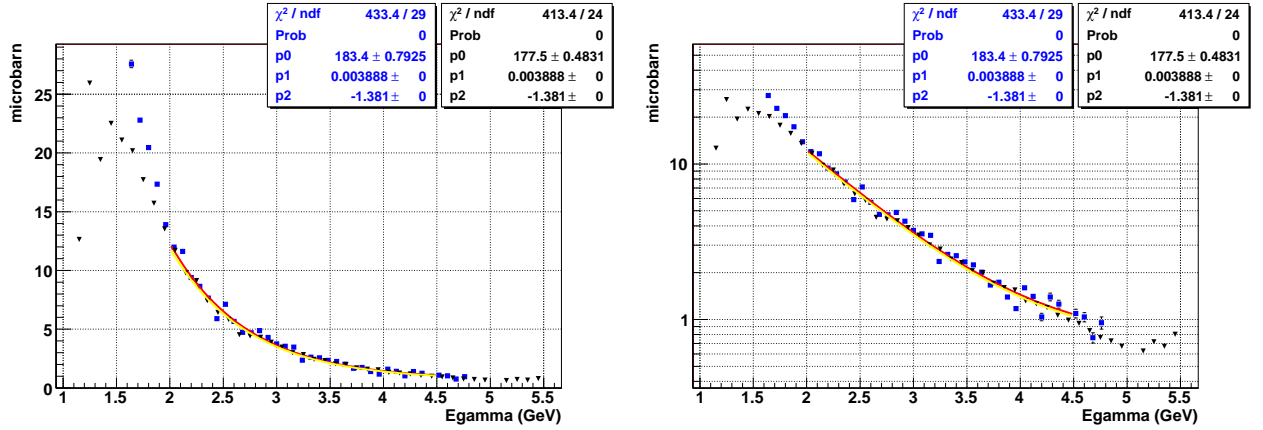 χ² / ndf 433.4 / 29
Prob 0
p0 183.4 ± 0.7925
p1 0.003888 ± 0
p2 -1.381 ± 0
χ² / ndf 413.4 / 24
Prob 0
p0 177.5 ± 0.4831
p1 0.003888 ± 0
p2 -1.381 ± 0
microbarn
25
20
15
10
5
0
1 1.5 2 2.5 3 3.5 4 4.5 5 5.5
Egamma (GeV)
χ² / ndf 433.4 / 29
Prob 0
p0 183.4 ± 0.7925
p1 0.003888 ± 0
p2 -1.381 ± 0
χ² / ndf 413.4 / 24
Prob 0
p0 177.5 ± 0.4831
p1 0.003888 ± 0
p2 -1.381 ± 0
microbarn
10
1
1 1.5 2 2.5 3 3.5 4 4.5 5 5.5
Egamma (GeV)